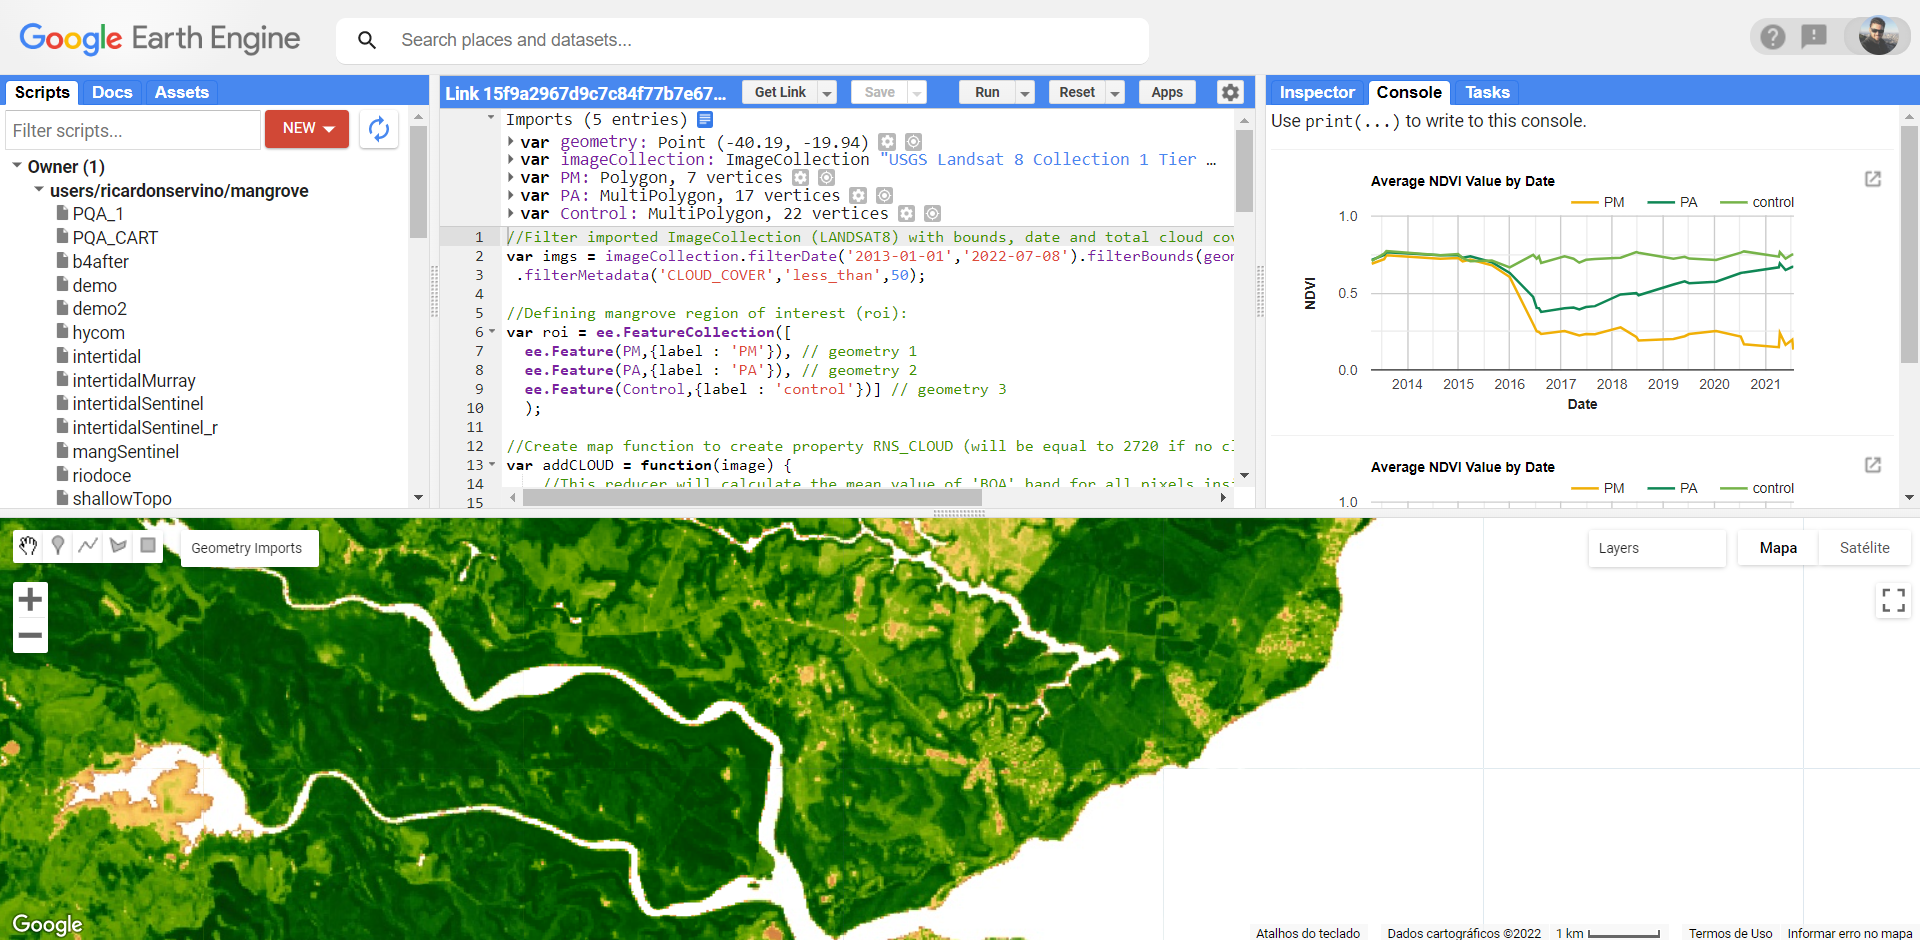 Google Earth Engine
Search places and datasets...
Scripts Docs Assets
Filter scripts...
NEW
Owner (1)
users/ricardonservino/mangrove
PQA_1
PQA_CART
b4after
demo
demo2
hycom
intertidal
intertidalMurray
intertidalSentinel
intertidalSentinel_r
mangSentinel
riodoce
shallowTopo
Link 15f9a2967d9c7c84f77b7e67...
Get Link
Save
Run
Reset
Apps
Imports (5 entries)
var geometry: Point (-40.19, -19.94)
var imageCollection: ImageCollection "USGS Landsat 8 Collection 1 Tier …
var PM: Polygon, 7 vertices
var PA: MultiPolygon, 17 vertices
var Control: MultiPolygon, 22 vertices
1 //Filter imported ImageCollection (LANDSAT8) with bounds, date and total cloud cov
2 var imgs = imageCollection.filterDate('2013-01-01','2022-07-08').filterBounds(geom
3 .filterMetadata('CLOUD_COVER','less_than',50);
4
5 //Defining mangrove region of interest (roi):
6 var roi = ee.FeatureCollection([
7 ee.Feature(PM,{label : 'PM'}), // geometry 1
8 ee.Feature(PA,{label : 'PA'}), // geometry 2
9 ee.Feature(Control,{label : 'control'})] // geometry 3
10 );
11
12 //Create map function to create property RNS_CLOUD (will be equal to 2720 if no cl
13 var addCLOUD = function(image) {
14 //This reducer will calculate the mean value of 'BQA' band for all pixels ins
15
Inspector Console Tasks
Use print(...) to write to this console.
Average NDVI Value by Date
PM PA control
1.0
0.5
0.0
NDVI
2014 2015 2016 2017 2018 2019 2020 2021
Date
Average NDVI Value by Date
PM PA control
1.0
Geometry Imports
Layers
Mapa
Satélite
Google
Atalhos do teclado
Dados cartográficos ©2022
1 km
Termos de Uso
Informar erro no mapa